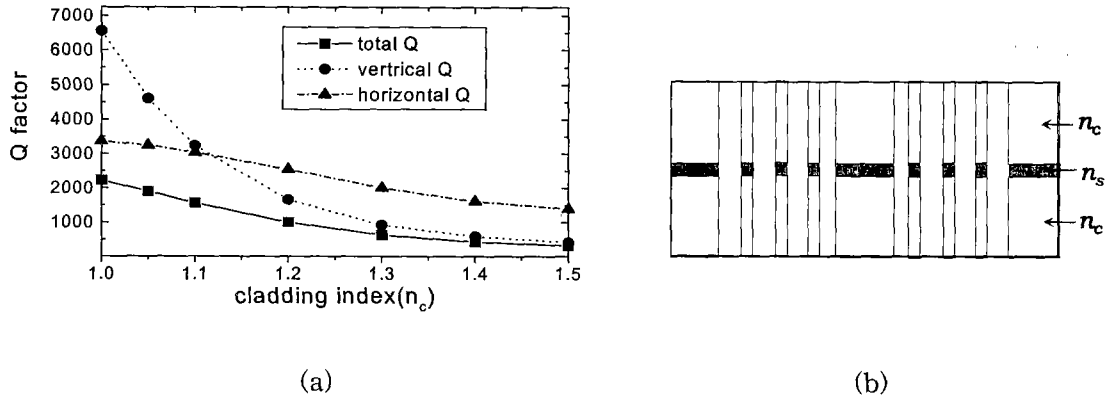 7000
6000
5000
4000
3000
2000
1000
Q factor
total Q
vertrical Q
horizontal Q
1.0 1.1 1.2 1.3 1.4 1.5
cladding index(n_c)
n_c
n_s
n_c
(a) (b)